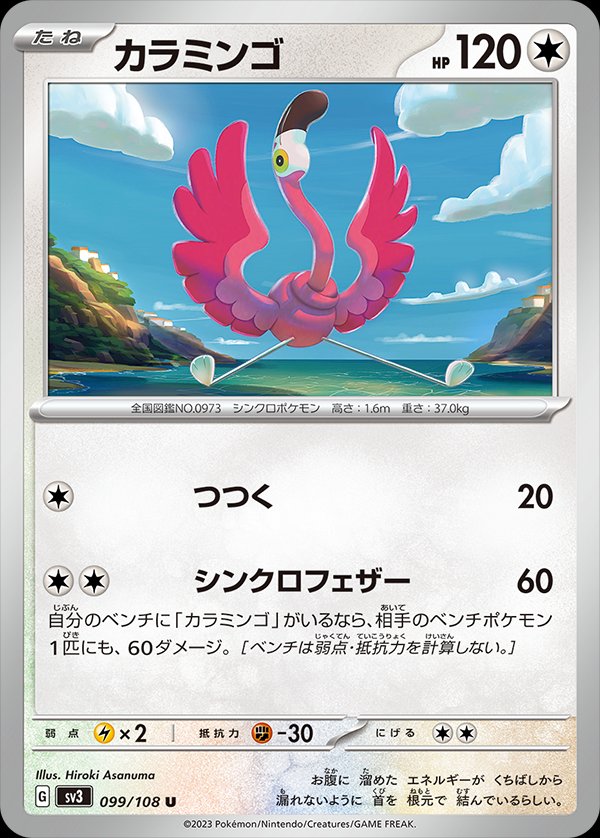 たね カラミンゴ HP 120
全国図鑑NO.0973 シンクロポケモン 高さ：1.6m 重さ：37.0kg
つつく 20
シンクロフェザー 60
自分のベンチに「カラミンゴ」がいるなら、相手のベンチポケモン
1匹にも、60ダメージ。［ベンチは弱点・抵抗力を計算しない。］
弱点 ×2 抵抗力 -30 にげる
Illus. Hiroki Asanuma
G sv3 099/108 U
お腹に 溜めた エネルギーが くちばしから
漏れないように 首を 根元で 結んでいるらしい。
©2023 Pokémon/Nintendo/Creatures/GAME FREAK.